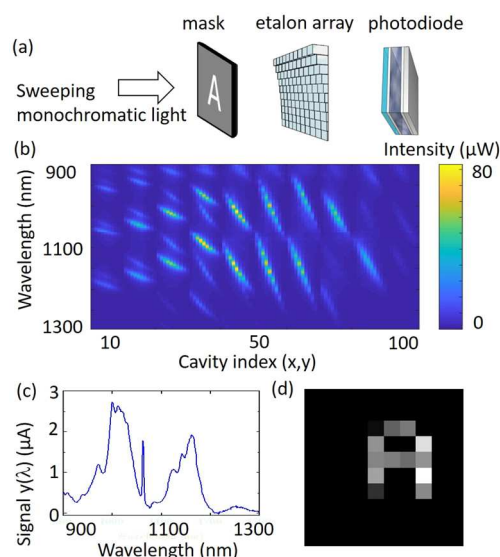 (a)
mask
etalon array
photodiode
Sweeping
monochromatic light
A
(b)
Intensity (µW)
900
1100
1300
Wavelength (nm)
10
50
100
Cavity index (x,y)
80
0
(c)
3
2
1
0
Signal y(λ) (µA)
900
1100
1300
Wavelength (nm)
(d)